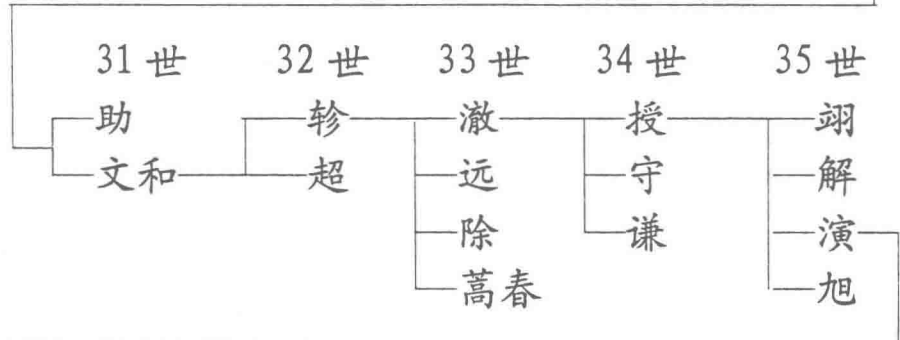 31世 32世 33世 34世 35世
助 轸 澈 授 翊
文和 超 远 守 解
除 谦 演
蒿春 旭